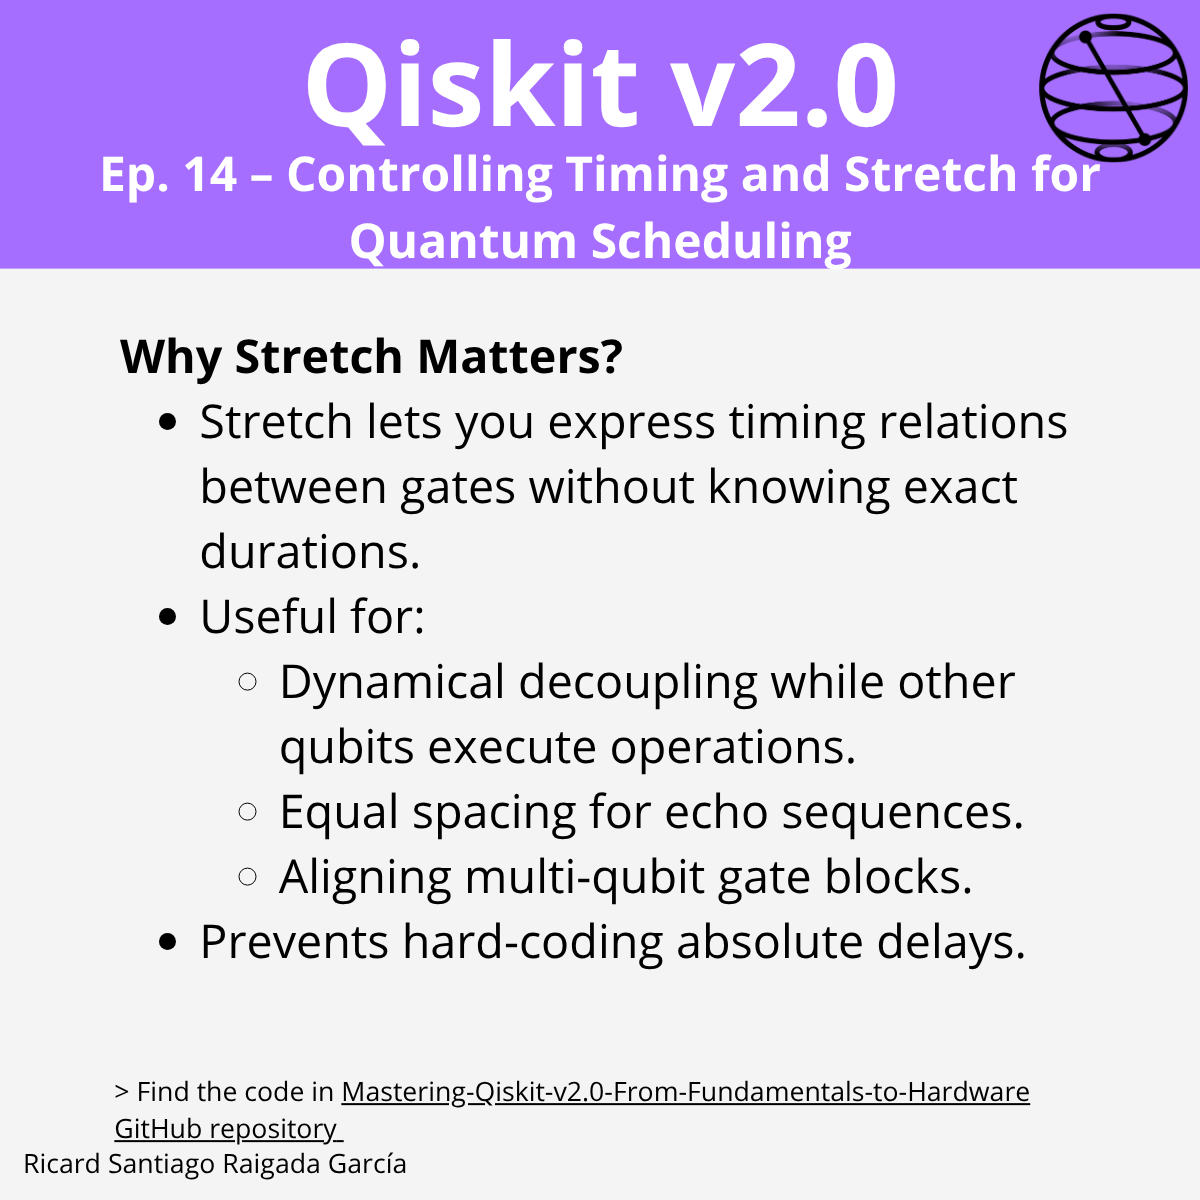 Qiskit v2.0
Ep. 14 – Controlling Timing and Stretch for
Quantum Scheduling
Why Stretch Matters?
• Stretch lets you express timing relations
between gates without knowing exact
durations.
• Useful for:
○ Dynamical decoupling while other
qubits execute operations.
○ Equal spacing for echo sequences.
○ Aligning multi-qubit gate blocks.
• Prevents hard-coding absolute delays.
> Find the code in Mastering-Qiskit-v2.0-From-Fundamentals-to-Hardware
GitHub repository
Ricard Santiago Raigada García